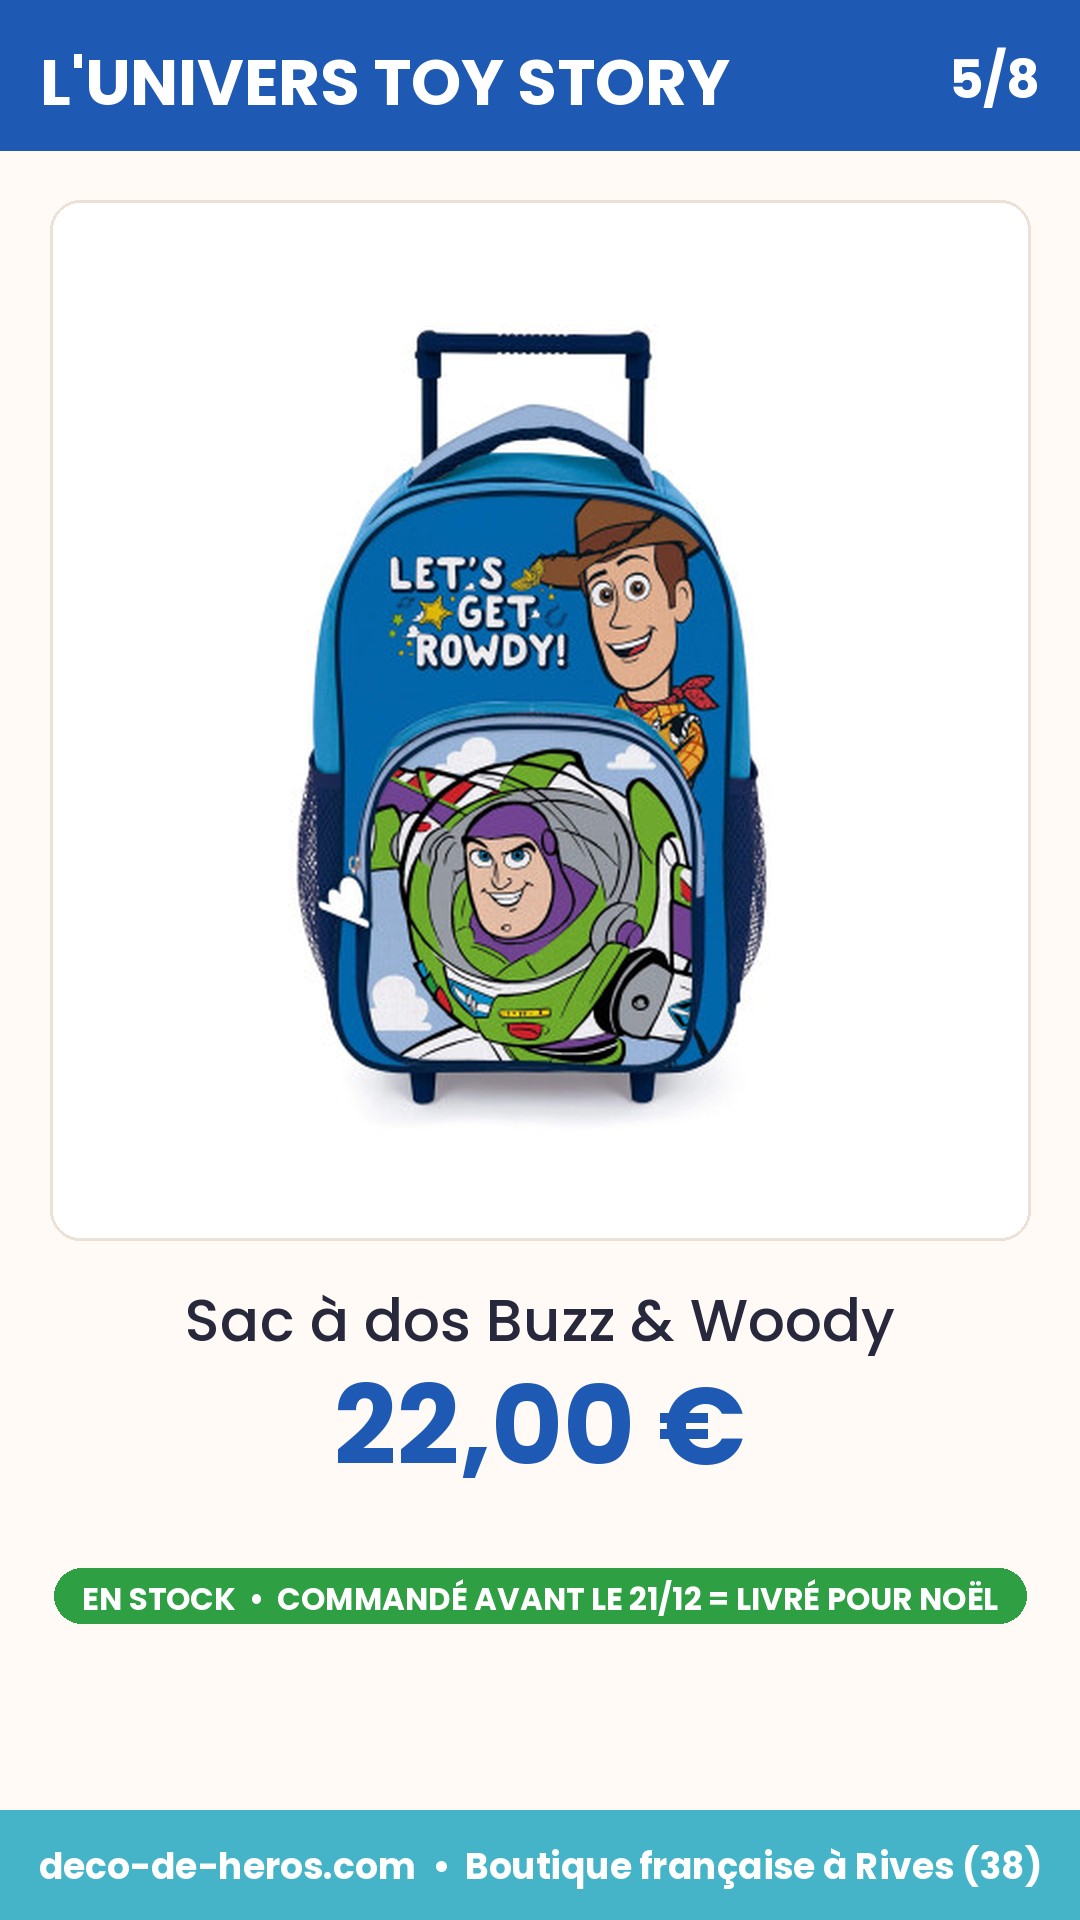 L'UNIVERS TOY STORY
5/8
LET'S
GET
ROWDY!
Sac à dos Buzz & Woody
22,00 €
EN STOCK • COMMANDÉ AVANT LE 21/12 = LIVRÉ POUR NOËL
deco-de-heros.com • Boutique française à Rives (38)